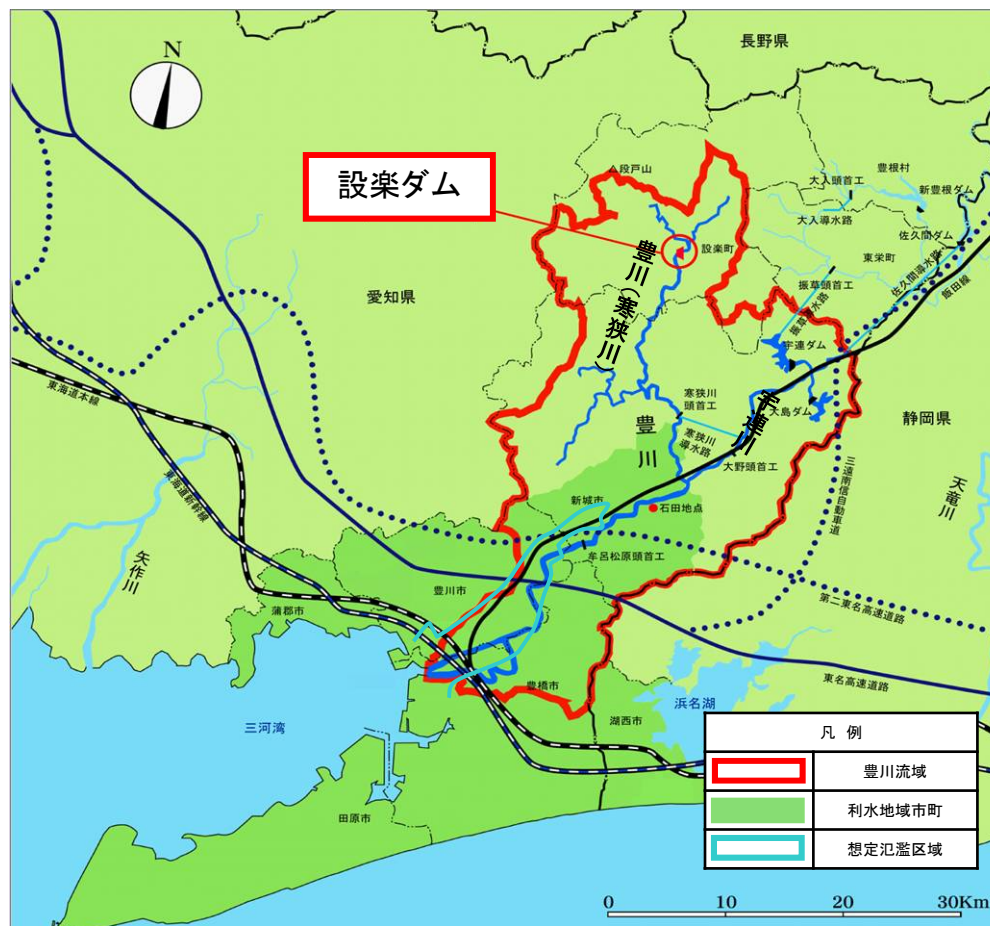 N
長野県
設楽ダム
段戸山
豊根村
大入頭首工
新豊根ダム
大入導水路
佐久間ダム
設楽町
東栄町
佐久間導水路
飯田線
振草頭首工
振草導水路
愛知県
豊川(寒狭川)
宇連ダム
東海道本線
寒狭川
頭首工
大島ダム
宇連川
静岡県
豊川
寒狭川
導水路
大野頭首工
三遠南信自動車道
天竜川
東海道新幹線
新城市
石田地点
牟呂松原頭首工
矢作川
豊川市
蒲郡市
第二東名高速道路
東名高速道路
豊橋市
浜名湖
湖西市
三河湾
田原市
凡 例
豊川流域
利水地域市町
想定氾濫区域
0 10 20 30Km